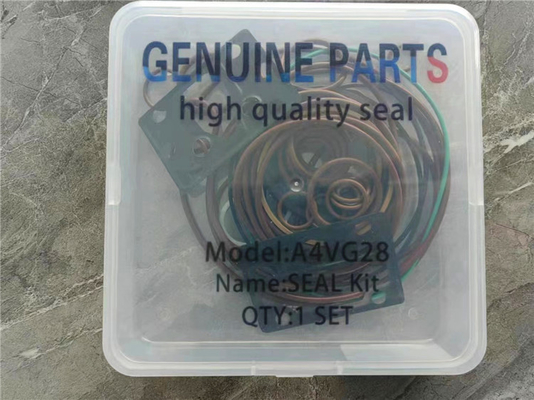 GENUINE PARTS
high quality seal
Model:A4VG28
Name:SEAL Kit
QTY:1 SET